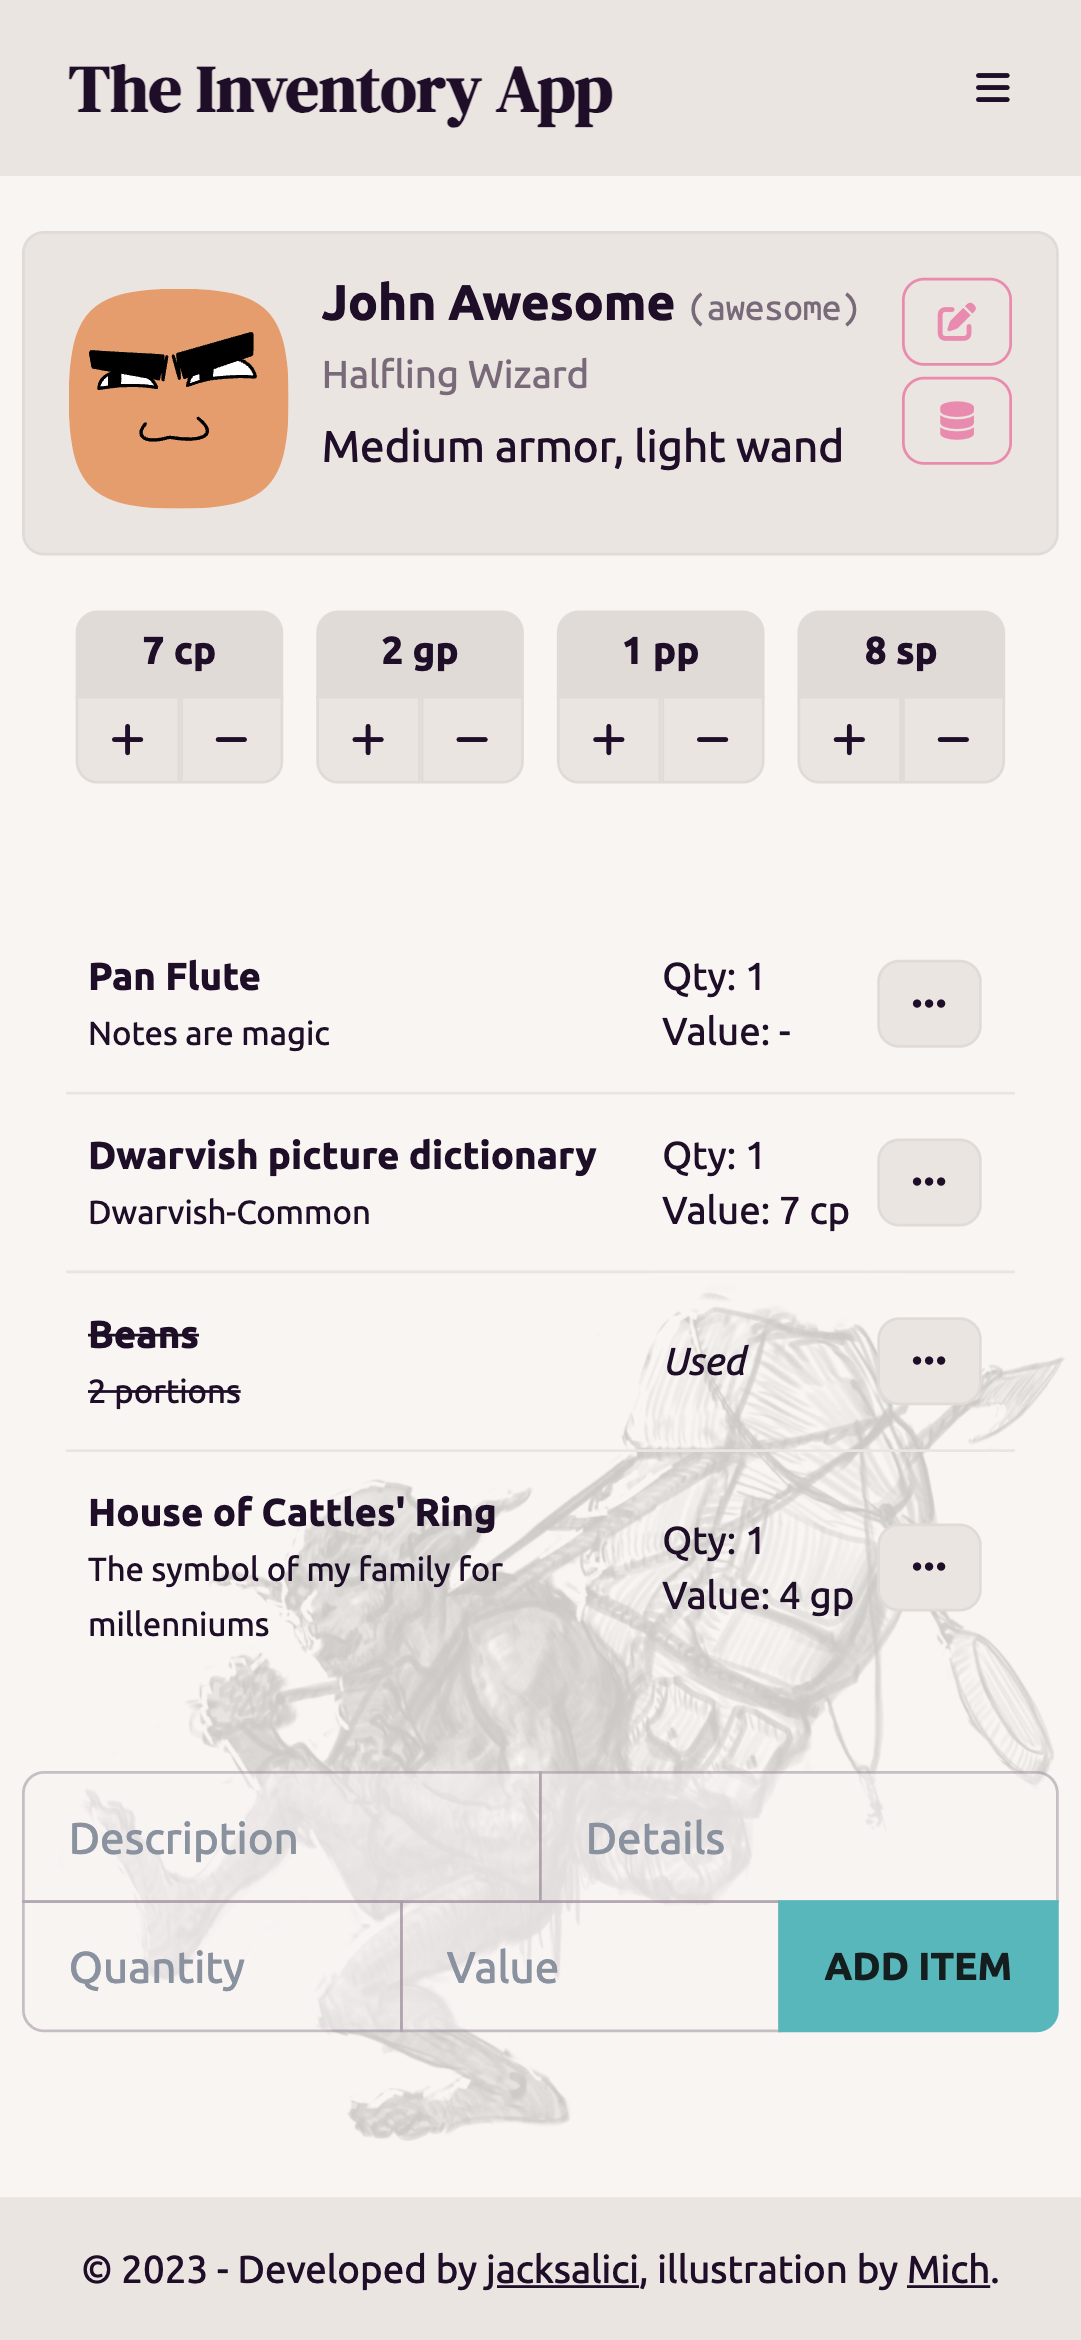 The Inventory App
John Awesome (awesome)
Halfling Wizard
Medium armor, light wand
7 cp
2 gp
1 pp
8 sp
+ −
+ −
+ −
+ −
Pan Flute
Notes are magic
Qty: 1
Value: -
Dwarvish picture dictionary
Dwarvish-Common
Qty: 1
Value: 7 cp
Beans
2 portions
Used
House of Cattles' Ring
The symbol of my family for
millenniums
Qty: 1
Value: 4 gp
Description
Details
Quantity
Value
ADD ITEM
© 2023 - Developed by jacksalici, illustration by Mich.